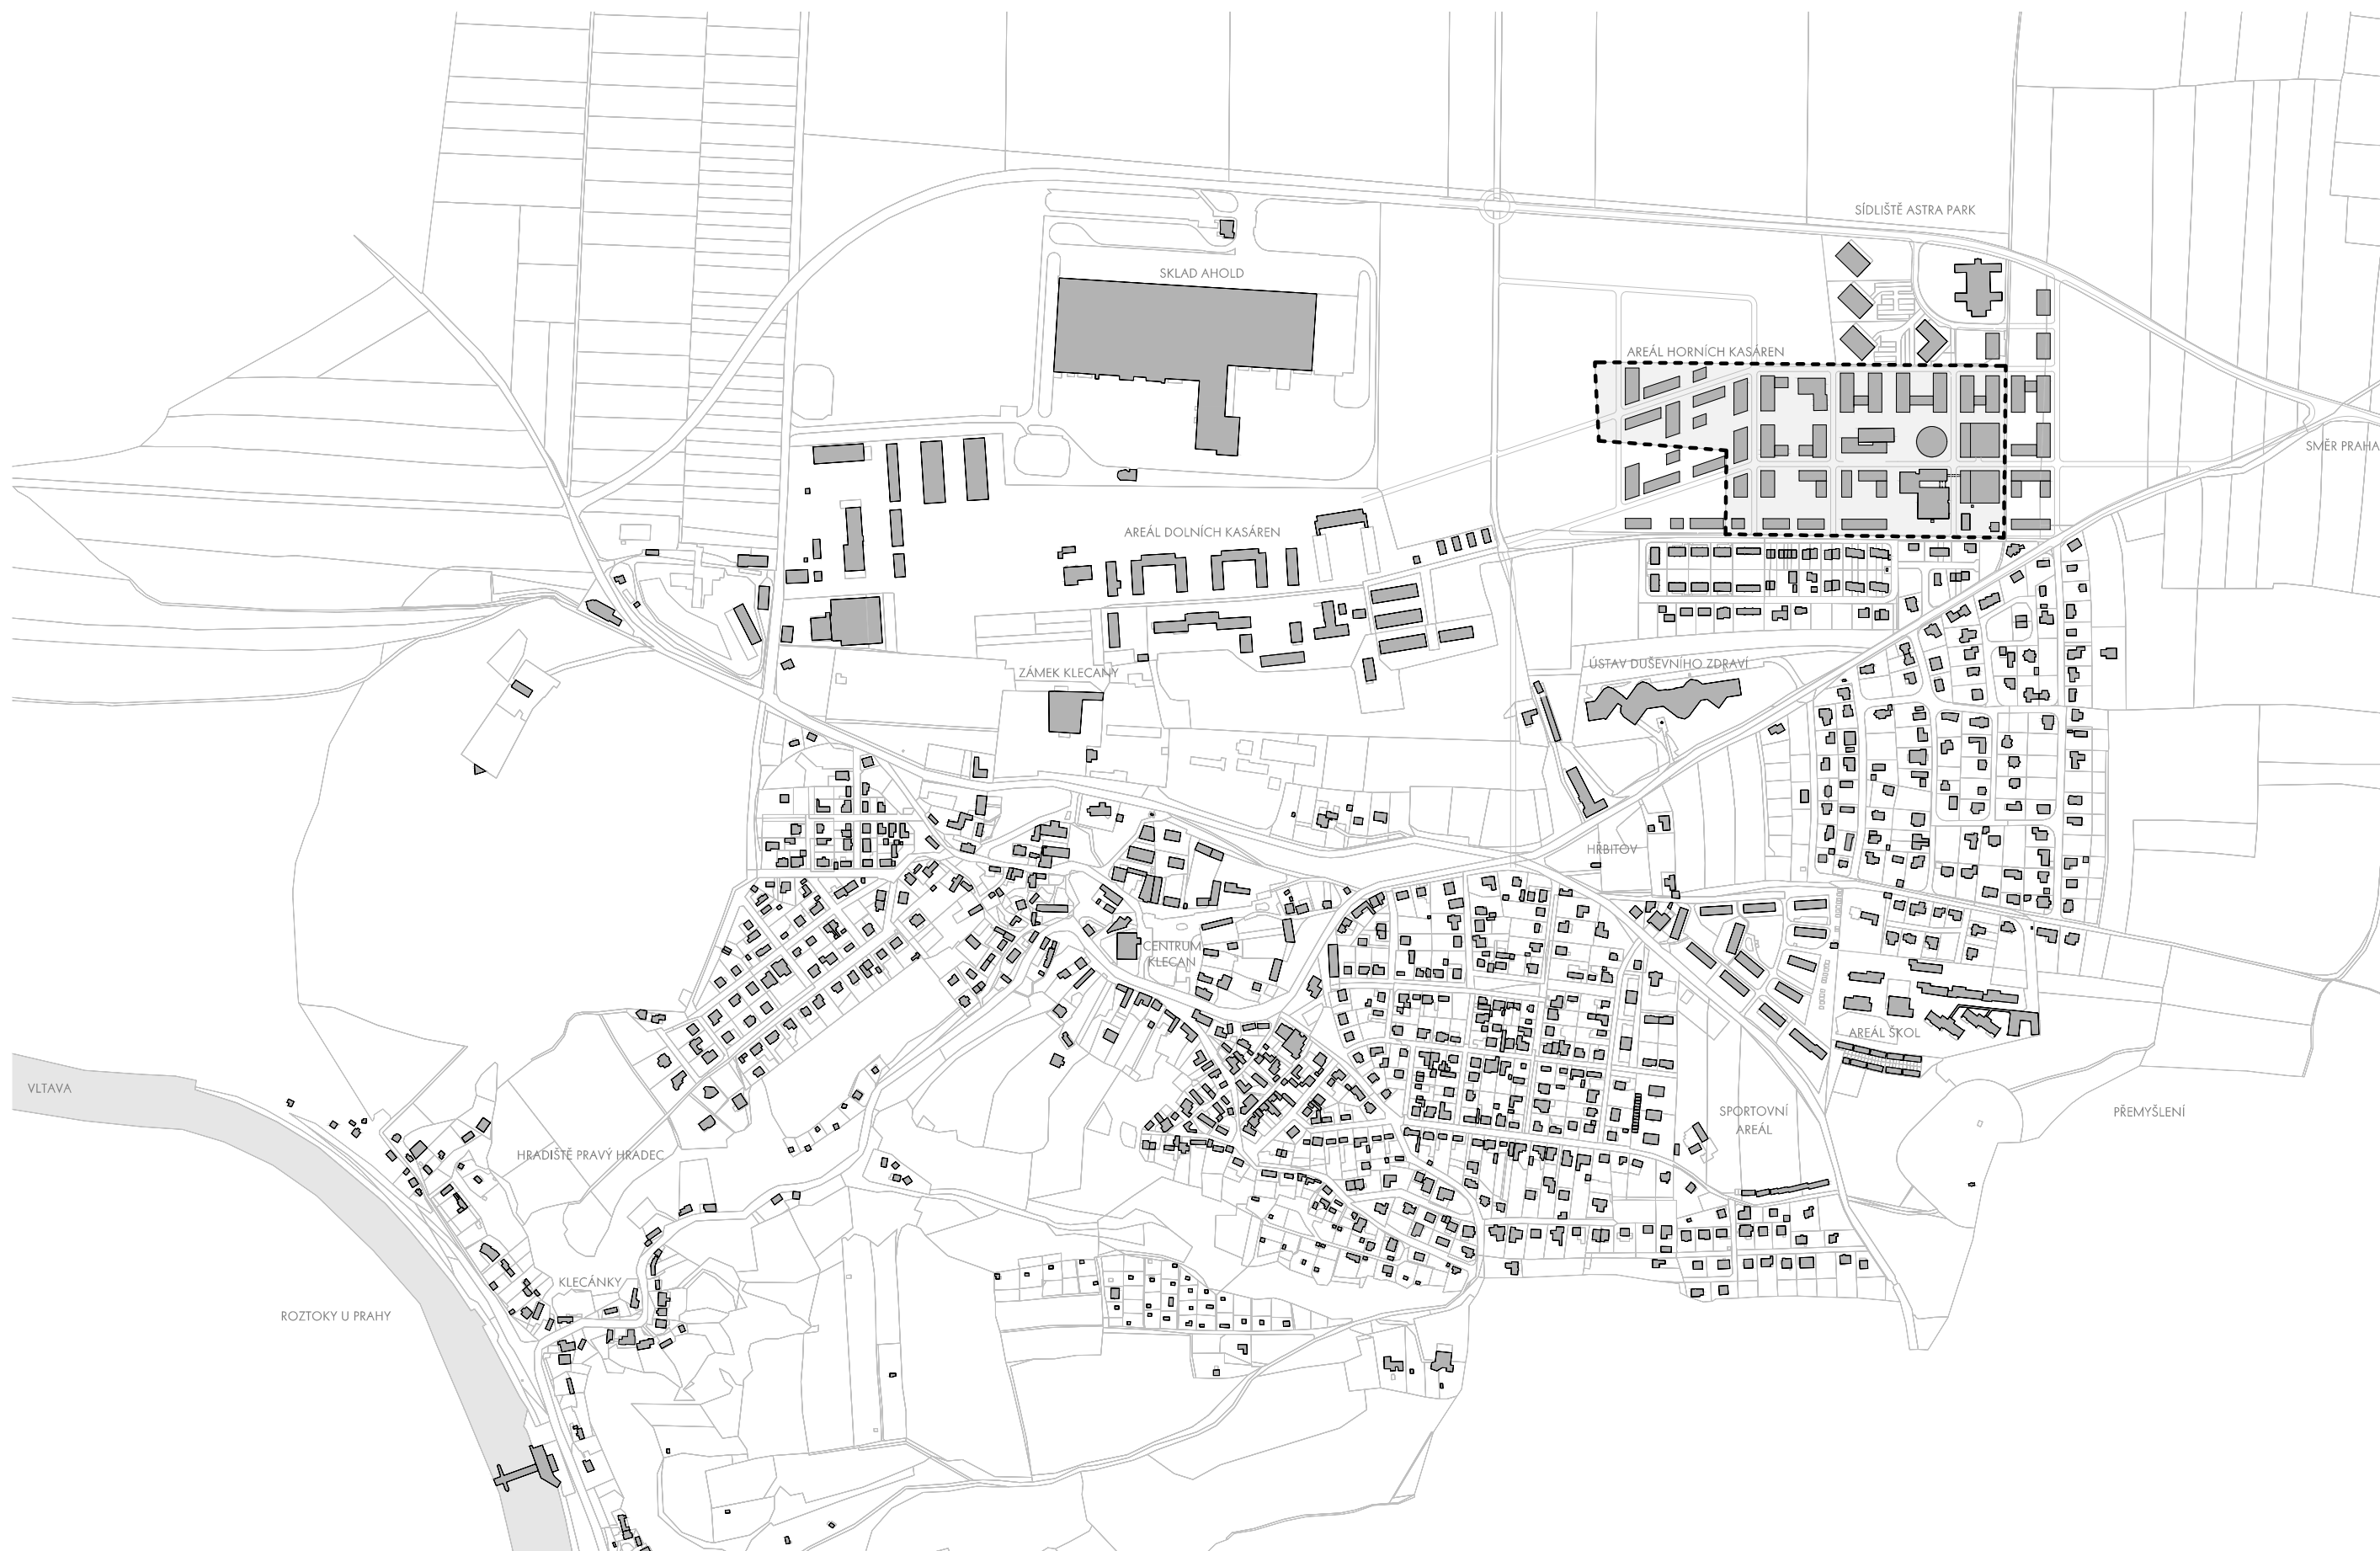 SÍDLIŠTĚ ASTRA PARK
SKLAD AHOLD
AREÁL HORNÍCH KASÁREN
SMĚR PRAHA
AREÁL DOLNÍCH KASÁREN
ÚSTAV DUŠEVNÍHO ZDRAVÍ
ZÁMEK KLECANY
HŘBITOV
CENTRUM
KLECAN
AREÁL ŠKOL
VLTAVA
SPORTOVNÍ
AREÁL
PŘEMYŠLENÍ
HRADIŠTĚ PRAVÝ HRADEC
KLECÁNKY
ROZTOKY U PRAHY